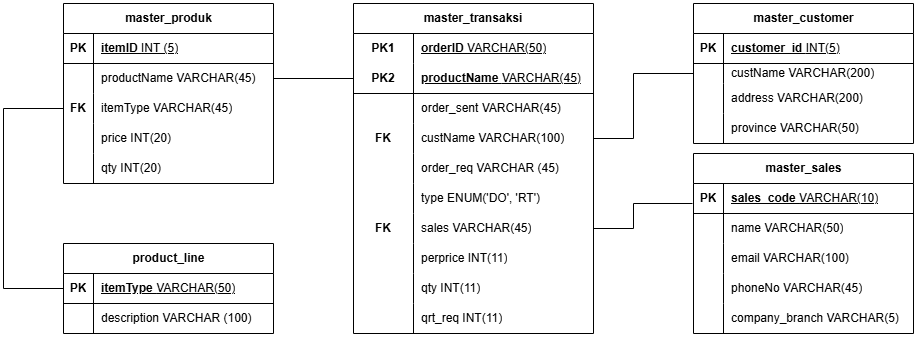 master_produk
PK itemID INT (5)
productName VARCHAR(45)
FK itemType VARCHAR(45)
price INT(20)
qty INT(20)
product_line
PK itemType VARCHAR(50)
description VARCHAR (100)
master_transaksi
PK1 orderID VARCHAR(50)
PK2 productName VARCHAR(45)
order_sent VARCHAR(45)
FK custName VARCHAR(100)
order_req VARCHAR (45)
type ENUM('DO', 'RT')
FK sales VARCHAR(45)
perprice INT(11)
qty INT(11)
qrt_req INT(11)
master_customer
PK customer_id INT(5)
custName VARCHAR(200)
address VARCHAR(200)
province VARCHAR(50)
master_sales
PK sales_code VARCHAR(10)
name VARCHAR(50)
email VARCHAR(100)
phoneNo VARCHAR(45)
company_branch VARCHAR(5)